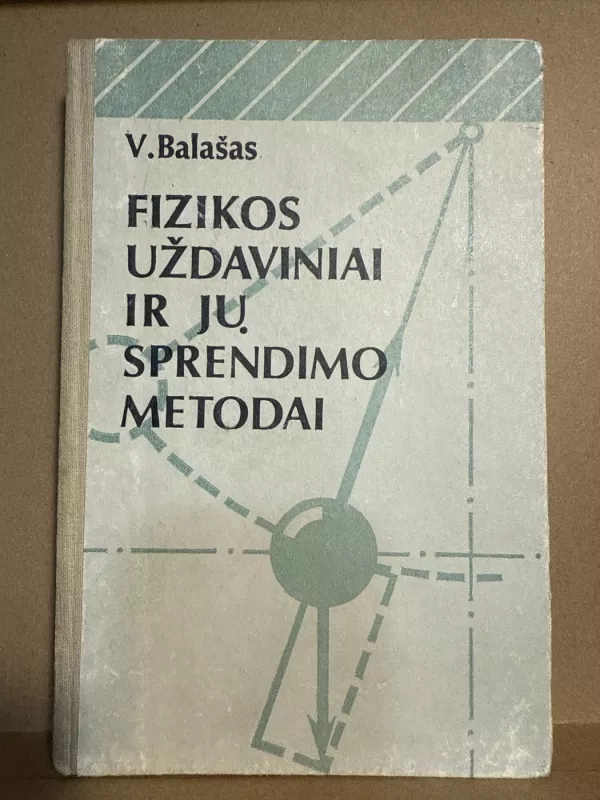 V.Balašas
FIZIKOS
UŽDAVINIAI
IR JŲ
SPRENDIMO
METODAI